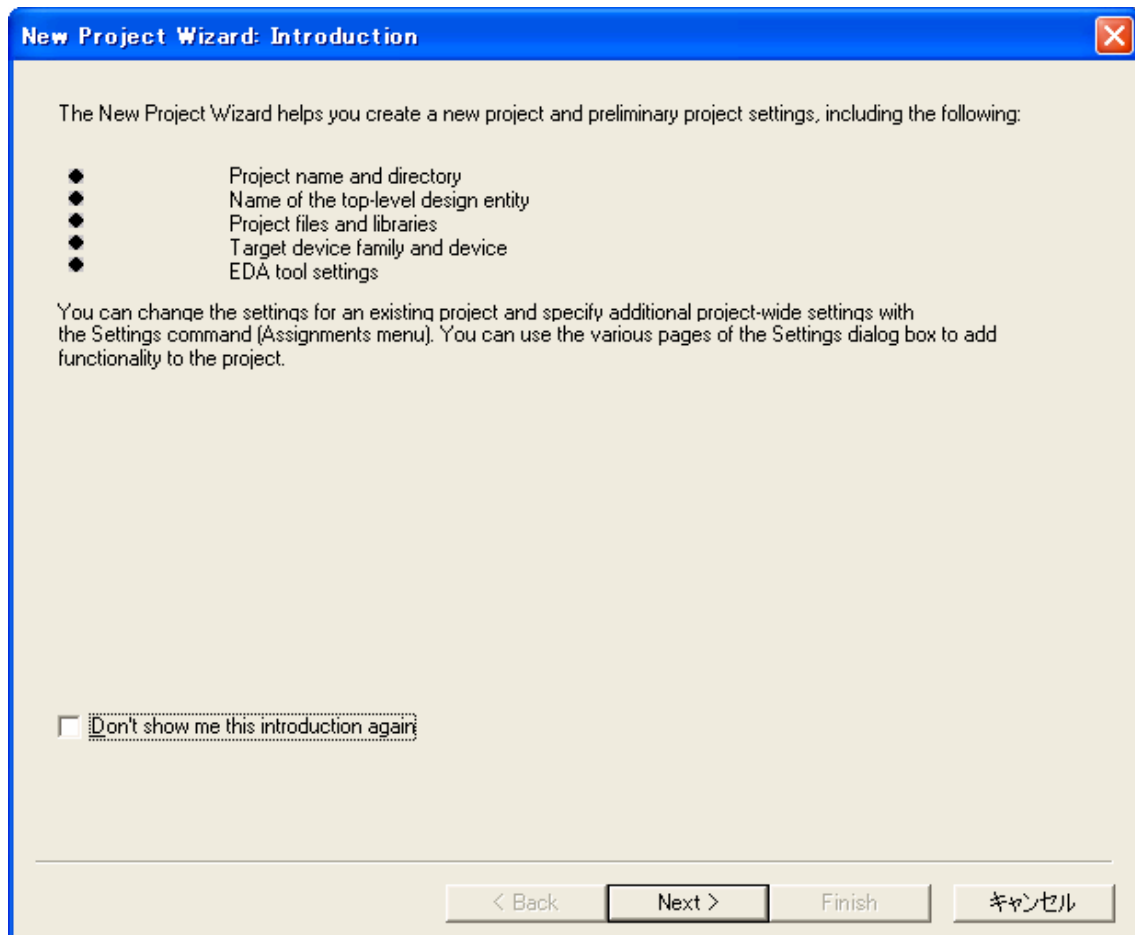 New Project Wizard: Introduction
The New Project Wizard helps you create a new project and preliminary project settings, including the following:
Project name and directory
Name of the top-level design entity
Project files and libraries
Target device family and device
EDA tool settings
You can change the settings for an existing project and specify additional project-wide settings with
the Settings command (Assignments menu). You can use the various pages of the Settings dialog box to add
functionality to the project.
Don't show me this introduction again
< Back Next > Finish キャンセル